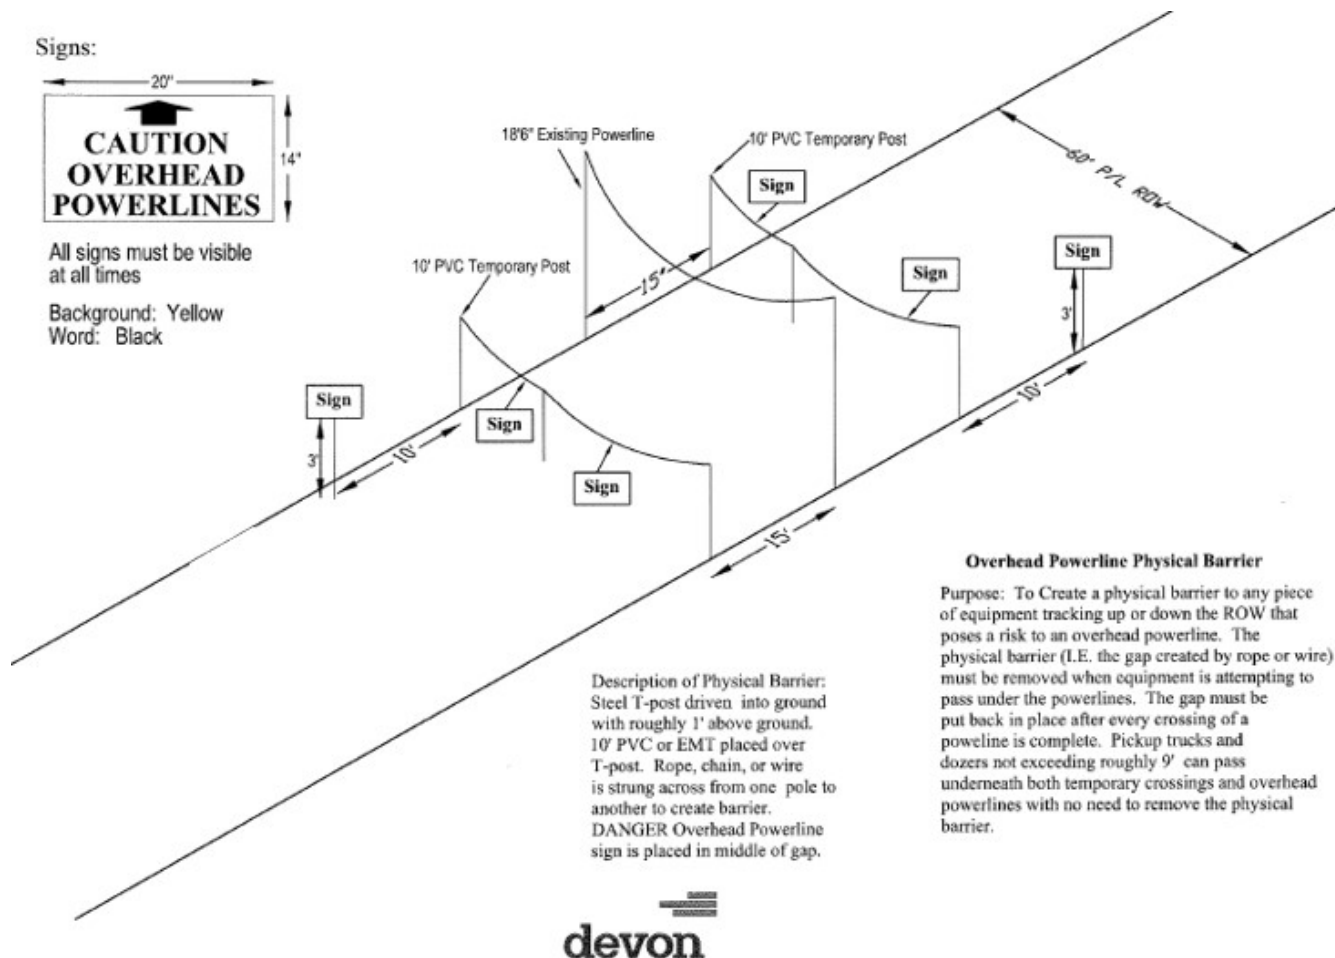 Signs:
20"
CAUTION
OVERHEAD
POWERLINES
14"
All signs must be visible
at all times
Background: Yellow
Word: Black
18'6" Existing Powerline
10' PVC Temporary Post
Sign
60' P/L ROW
10' PVC Temporary Post
15'
Sign
Sign
3'
Sign
Sign
3'
10'
Sign
10'
15'
Overhead Powerline Physical Barrier
Purpose: To Create a physical barrier to any piece
of equipment tracking up or down the ROW that
poses a risk to an overhead powerline. The
physical barrier (I.E. the gap created by rope or wire)
must be removed when equipment is attempting to
pass under the powerlines. The gap must be
put back in place after every crossing of a
poweline is complete. Pickup trucks and
dozers not exceeding roughly 9' can pass
underneath both temporary crossings and overhead
powerlines with no need to remove the physical
barrier.
Description of Physical Barrier:
Steel T-post driven into ground
with roughly 1' above ground.
10' PVC or EMT placed over
T-post. Rope, chain, or wire
is strung across from one pole to
another to create barrier.
DANGER Overhead Powerline
sign is placed in middle of gap.
devon